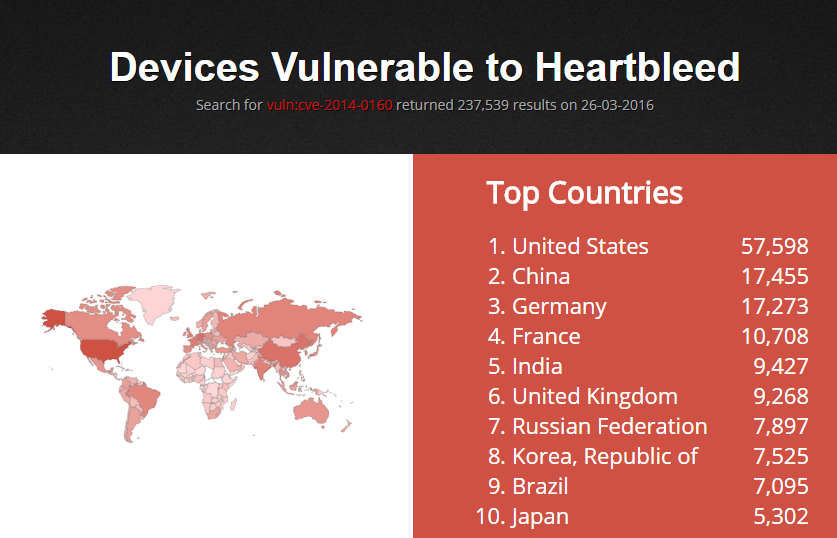 Devices Vulnerable to Heartbleed
Search for vuln:cve-2014-0160 returned 237,539 results on 26-03-2016
Top Countries
1. United States 57,598
2. China 17,455
3. Germany 17,273
4. France 10,708
5. India 9,427
6. United Kingdom 9,268
7. Russian Federation 7,897
8. Korea, Republic of 7,525
9. Brazil 7,095
10. Japan 5,302